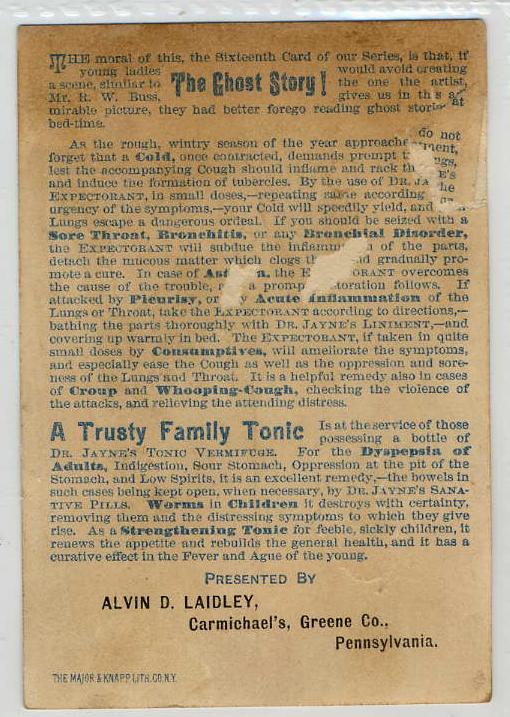 THE moral of this, the Sixteenth Card of our Series, is that, if
young ladies would avoid creating
a scene, similar to The Ghost Story! the one the artist,
Mr. R. W. Buss, gives us in this
mirable picture, they had better forego reading ghost at
bed-time.
As the rough, wintry season of the year do not
forget that a Cold, once contracted, demands prompt
lest the accompanying Cough should inflame and rack
and induce the formation of tubercles. By the use of DR.
EXPECTORANT, in small doses,—repeating same according
urgency of the symptoms,—your Cold will speedily yield, and
Lungs escape a dangerous ordeal. If you should be seized with a
Sore Throat, Bronchitis, or any Bronchial Disorder,
the EXPECTORANT will subdue the of the parts,
detach the mucous matter which clogs gradually pro-
mote a cure. In case of the overcomes
the cause of the trouble, follows. If
attacked by Pleurisy, or Acute Inflammation of the
Lungs or Throat, take the EXPECTORANT according to directions,—
bathing the parts thoroughly with DR. JAYNE'S LINIMENT,—and
covering up warmly in bed. The EXPECTORANT, if taken in quite
small doses by Consumptives, will ameliorate the symptoms,
and especially ease the Cough as well as the oppression and sore-
ness of the Lungs and Throat. It is a helpful remedy also in cases
of Croup and Whooping-Cough, checking the violence of
the attacks, and relieving the attending distress.
A Trusty Family Tonic Is at the service of those
possessing a bottle of
DR. JAYNE'S TONIC VERMIFUGE. For the Dyspepsia of
Adults, Indigestion, Sour Stomach, Oppression at the pit of the
Stomach, and Low Spirits, it is an excellent remedy,—the bowels in
such cases being kept open, when necessary, by DR. JAYNE'S SANA-
TIVE PILLS. Worms in Children it destroys with certainty,
removing them and the distressing symptoms to which they give
rise. As a Strengthening Tonic for feeble, sickly children, it
renews the appetite and rebuilds the general health, and it has a
curative effect in the Fever and Ague of the young.
PRESENTED BY
ALVIN D. LAIDLEY,
Carmichael's, Greene Co.,
Pennsylvania.
THE MAJOR & KNAPP LITH. CO. N.Y.